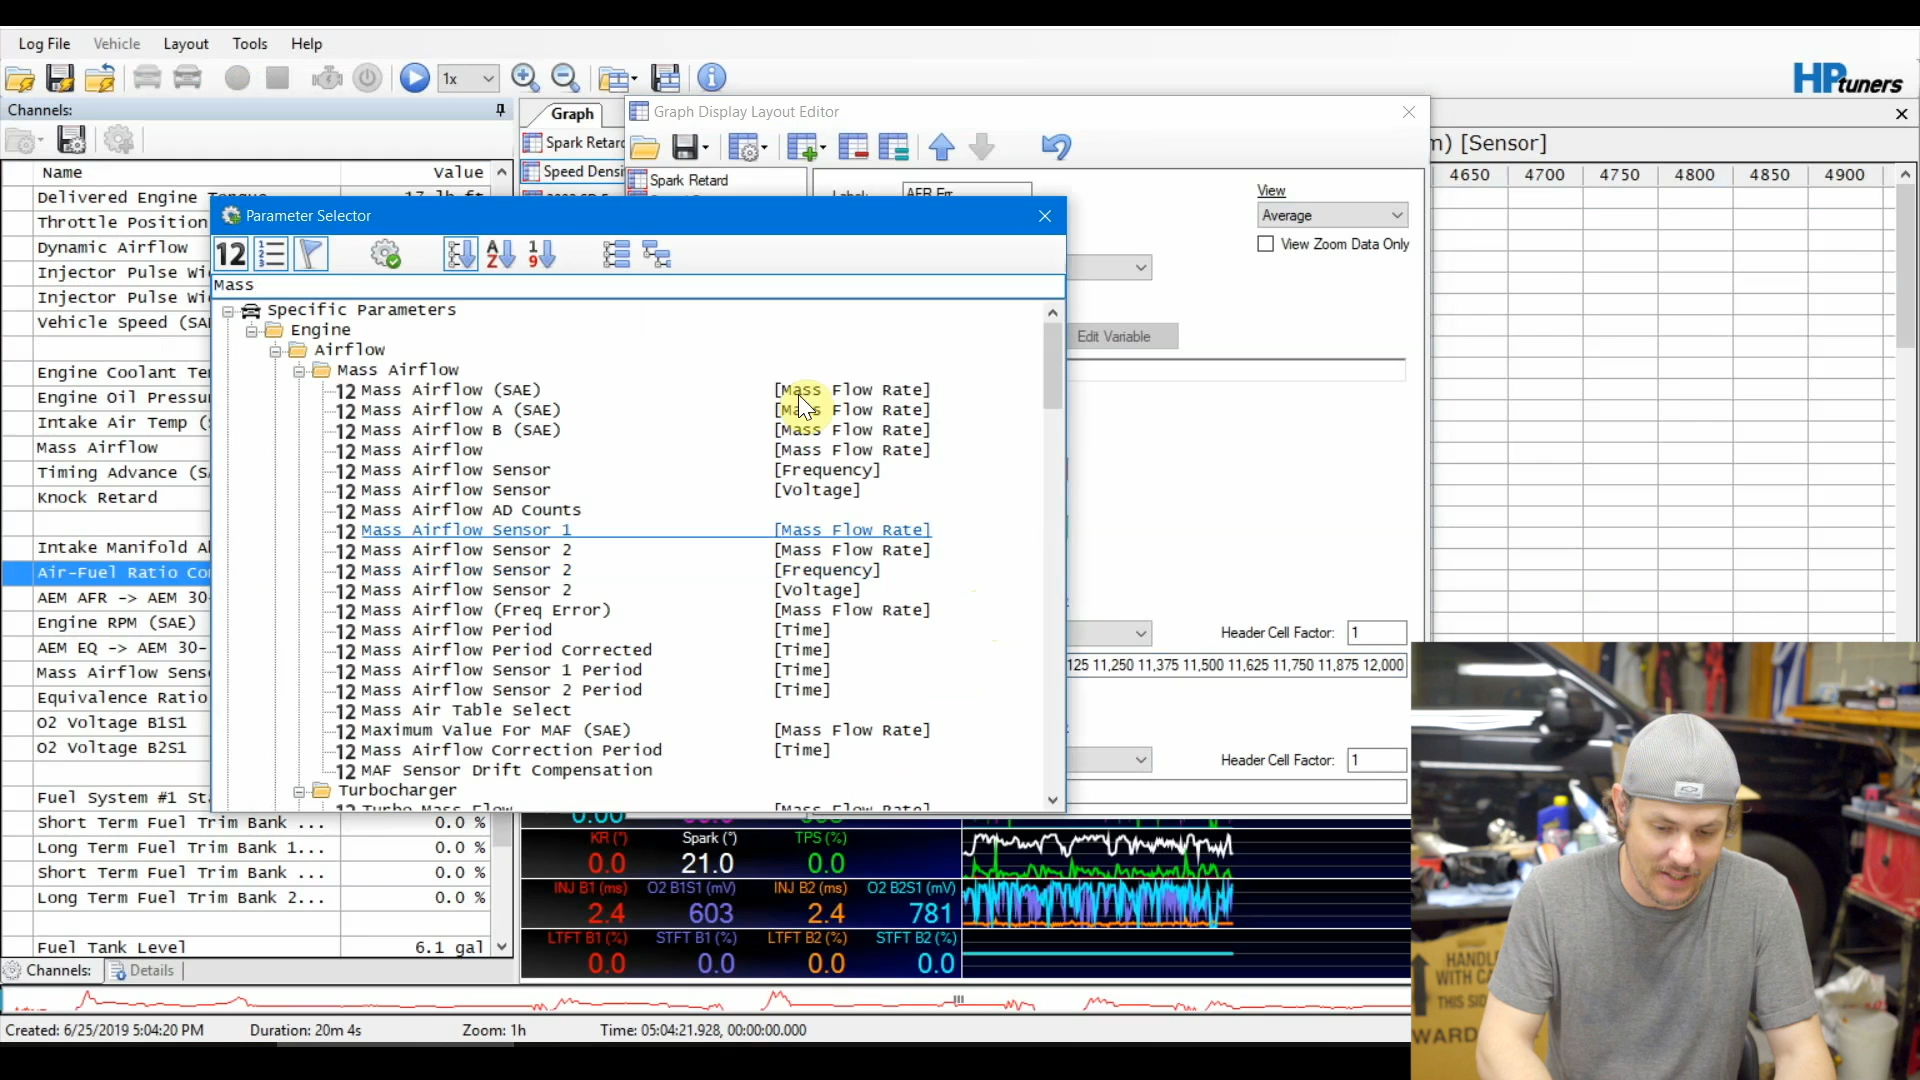 Log File Vehicle Layout Tools Help
1x
HPtuners
Channels:
Graph
Graph Display Layout Editor
Spark Retard
[Sensor]
Name Value
Speed Densi
Spark Retard
4650 4700 4750 4800 4850 4900
Delivered Engine
Label: AFR Err
View
Average
View Zoom Data Only
Parameter Selector
Throttle Position
Dynamic Airflow
Injector Pulse Wi
Injector Pulse Wi
Vehicle Speed (SA
Engine Coolant Te
Engine Oil Pressu
Intake Air Temp (
Mass Airflow
Timing Advance (S
Knock Retard
Intake Manifold A
Air-Fuel Ratio Co
AEM AFR -> AEM 30
Engine RPM (SAE)
AEM EQ -> AEM 30-
Mass Airflow Sens
Equivalence Ratio
O2 Voltage B1S1
O2 Voltage B2S1
Fuel System #1 St
Short Term Fuel Trim Bank ... 0.0 %
Long Term Fuel Trim Bank 1... 0.0 %
Short Term Fuel Trim Bank ... 0.0 %
Long Term Fuel Trim Bank 2... 0.0 %
Fuel Tank Level 6.1 gal
Channels: Details
Mass
Specific Parameters
Engine
Airflow
Mass Airflow
12 Mass Airflow (SAE) [Mass Flow Rate]
12 Mass Airflow A (SAE) [Mass Flow Rate]
12 Mass Airflow B (SAE) [Mass Flow Rate]
12 Mass Airflow [Mass Flow Rate]
12 Mass Airflow Sensor [Frequency]
12 Mass Airflow Sensor [Voltage]
12 Mass Airflow AD Counts
12 Mass Airflow Sensor 1 [Mass Flow Rate]
12 Mass Airflow Sensor 2 [Mass Flow Rate]
12 Mass Airflow Sensor 2 [Frequency]
12 Mass Airflow Sensor 2 [Voltage]
12 Mass Airflow (Freq Error) [Mass Flow Rate]
12 Mass Airflow Period [Time]
12 Mass Airflow Period Corrected [Time]
12 Mass Airflow Sensor 1 Period [Time]
12 Mass Airflow Sensor 2 Period [Time]
12 Mass Air Table Select
12 Maximum Value For MAF (SAE) [Mass Flow Rate]
12 Mass Airflow Correction Period [Time]
12 MAF Sensor Drift Compensation
Turbocharger
12 Turbo Mass Flow [Mass Flow Rate]
Edit Variable
Header Cell Factor: 1
125 11,250 11,375 11,500 11,625 11,750 11,875 12,000
Header Cell Factor: 1
KR (°) Spark (°) TPS (%)
0.0 21.0 0.0
INJ B1 (ms) O2 B1S1 (mV) INJ B2 (ms) O2 B2S1 (mV)
2.4 603 2.4 781
LTFT B1 (%) STFT B1 (%) LTFT B2 (%) STFT B2 (%)
0.0 0.0 0.0 0.0
Created: 6/25/2019 5:04:20 PM Duration: 20m 4s Zoom: 1h Time: 05:04:21.928, 00:00:00.000
HANDL
WITH CA
THIS SID
WARD